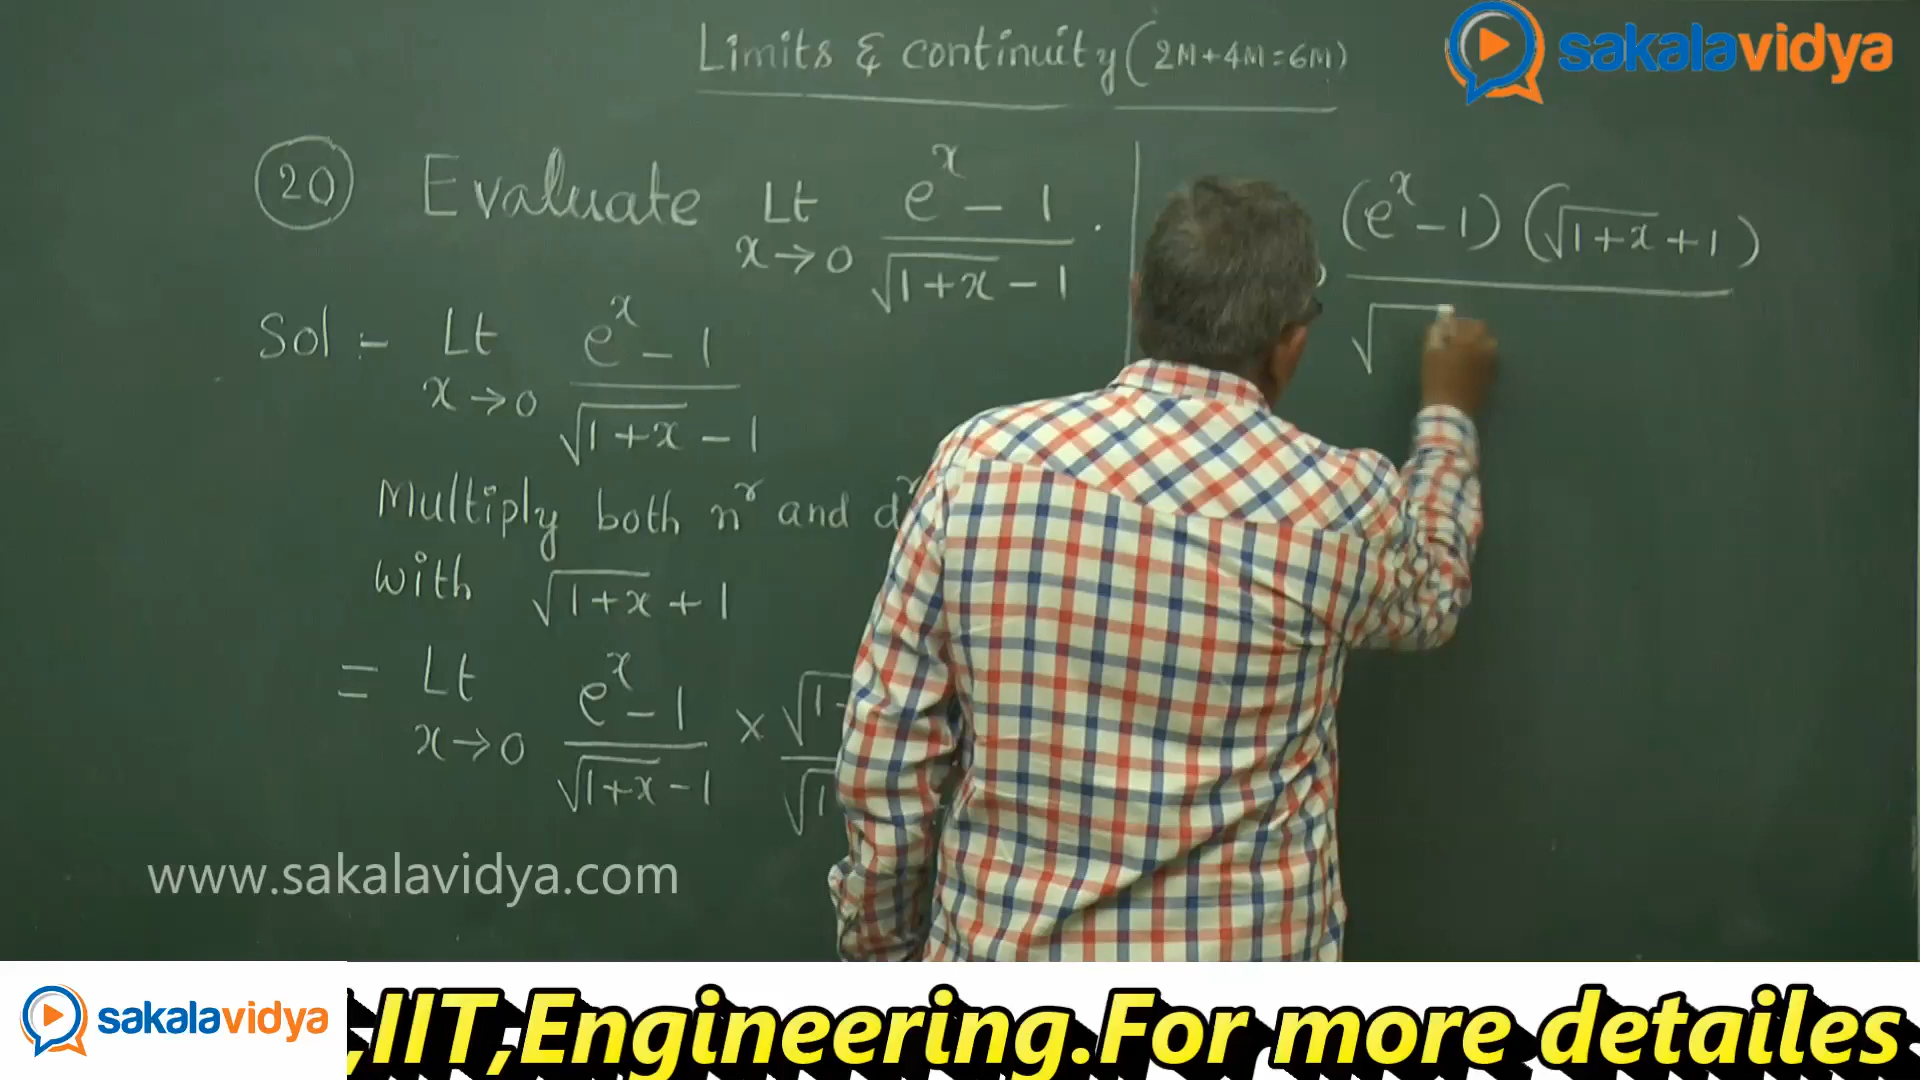 Limits & continuity (2M+4M=6M)
sakalavidya
20 Evaluate Lt x→0 e^x - 1 / √1+x - 1 .
Sol :- Lt x→0 e^x - 1 / √1+x - 1
Multiply both n^r and d^r
with √1+x + 1
= Lt x→0 e^x - 1 / √1+x - 1 ×
(e^x - 1) (√1+x + 1)
www.sakalavidya.com
sakalavidya
,IIT,Engineering.For more detailes